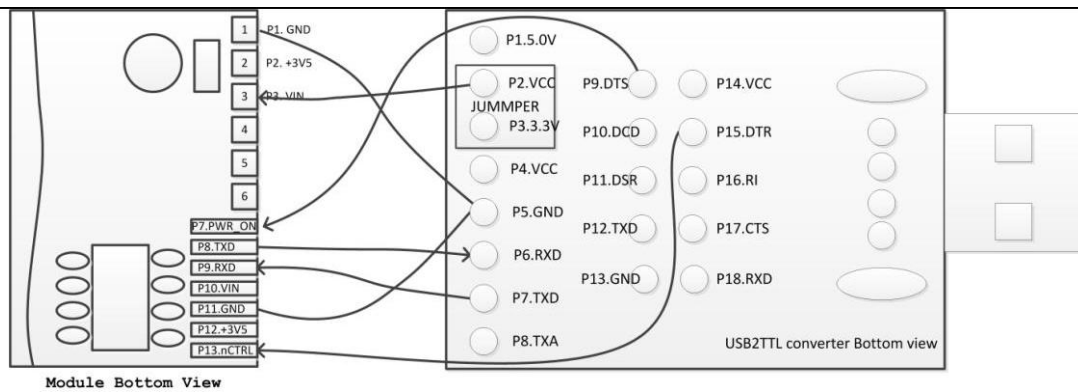 1
P1. GND
2
P2. +3V5
3
P3. VIN
4
5
6
P7.PWR_ON
P8.TXD
P9.RXD
P10.VIN
P11.GND
P12.+3V5
P13.nCTRL
Module Bottom View
P1.5.0V
P2.VCC
JUMMPER
P3.3.3V
P4.VCC
P5.GND
P6.RXD
P7.TXD
P8.TXA
P9.DTS
P10.DCD
P11.DSR
P12.TXD
P13.GND
P14.VCC
P15.DTR
P16.RI
P17.CTS
P18.RXD
USB2TTL converter Bottom view